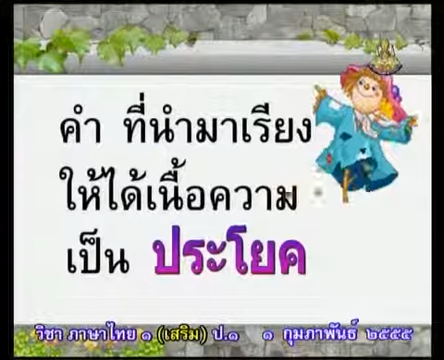 คำ ที่นำมาเรียง
ให้ได้เนื้อความ
เป็น ประโยค
วิชา ภาษาไทย ๑ (เสริม) ป.๑ ๑ กุมภาพันธ์ ๒๕๕๕